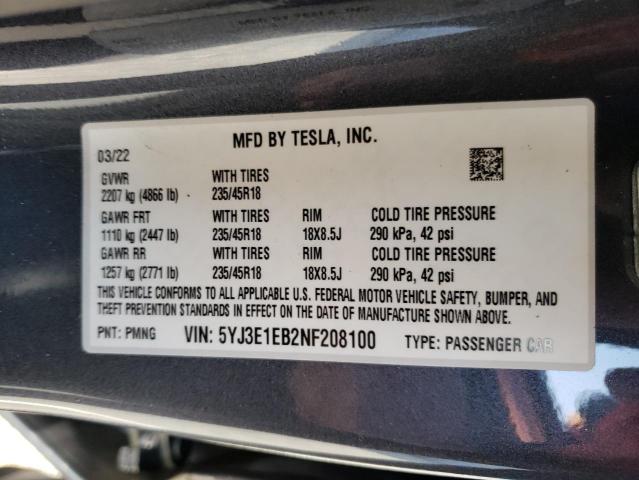 MFD BY TESLA, INC.
03/22
GVWR WITH TIRES
2207 kg (4866 lb) 235/45R18
GAWR FRT WITH TIRES RIM COLD TIRE PRESSURE
1110 kg (2447 lb) 235/45R18 18X8.5J 290 kPa, 42 psi
GAWR RR WITH TIRES RIM COLD TIRE PRESSURE
1257 kg (2771 lb) 235/45R18 18X8.5J 290 kPa, 42 psi
THIS VEHICLE CONFORMS TO ALL APPLICABLE U.S. FEDERAL MOTOR VEHICLE SAFETY, BUMPER, AND
THEFT PREVENTION STANDARDS IN EFFECT ON THE DATE OF MANUFACTURE SHOWN ABOVE.
PNT: PMNG VIN: 5YJ3E1EB2NF208100 TYPE: PASSENGER CAR